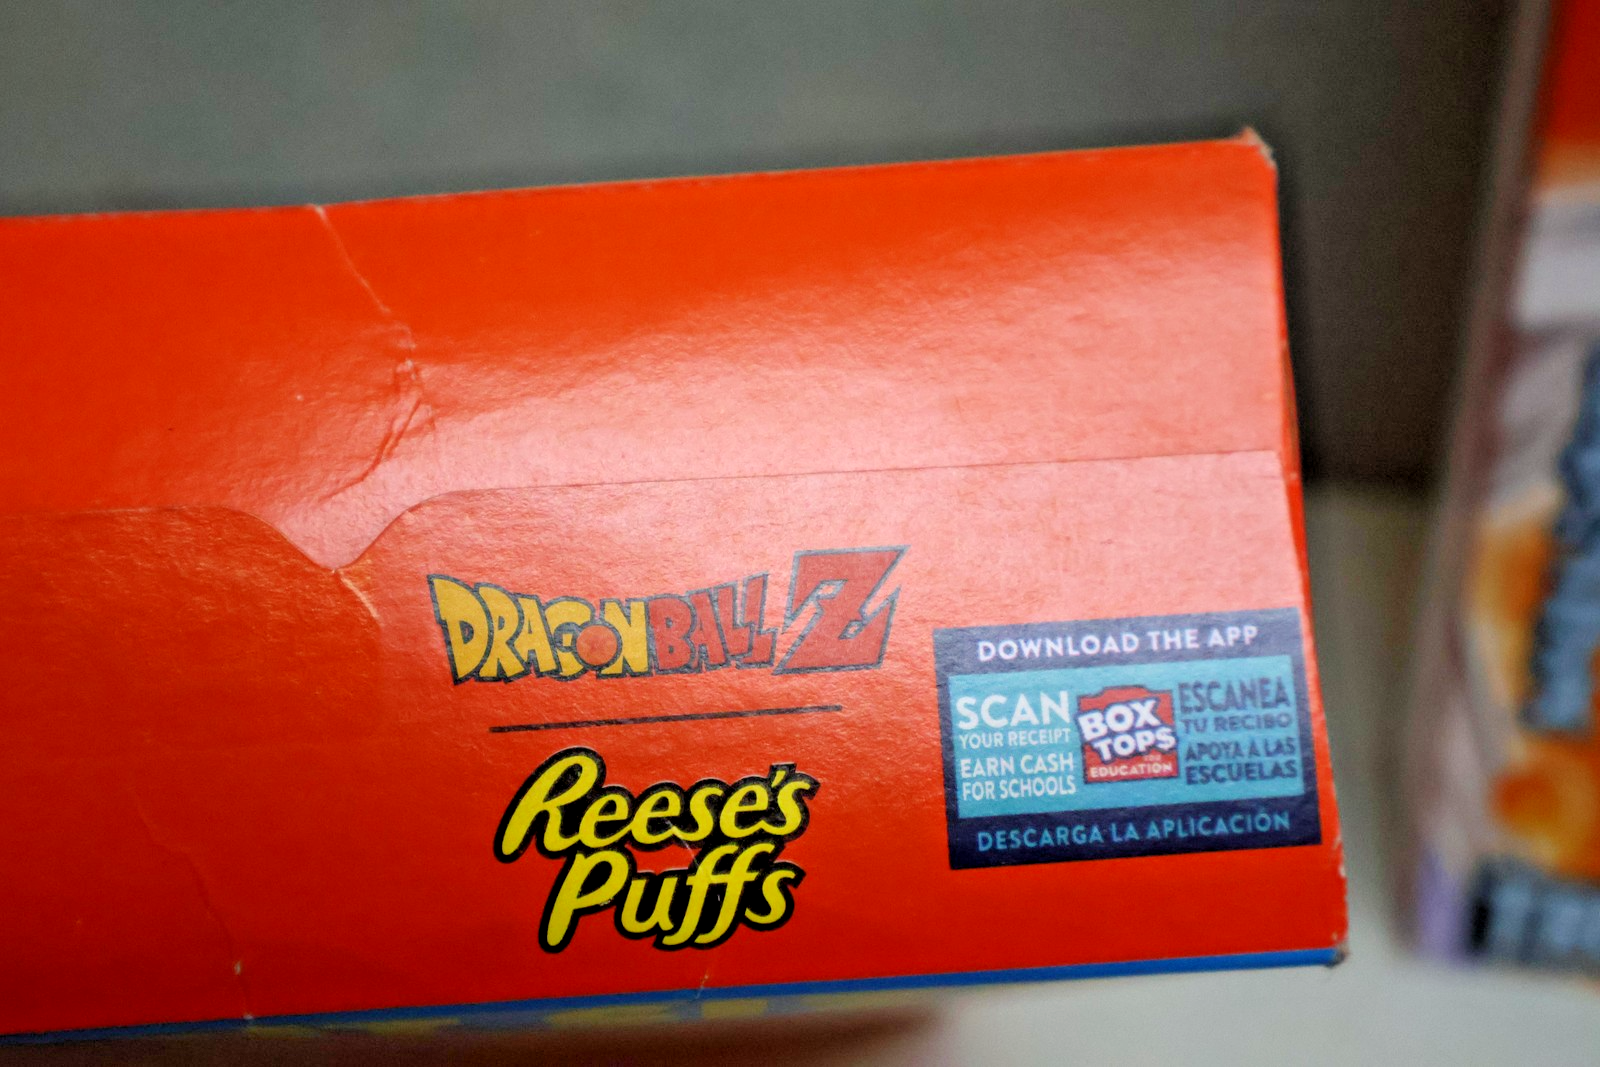 DRAGONBALL Z
Reese's
Puffs
DOWNLOAD THE APP
SCAN
YOUR RECEIPT
EARN CASH
FOR SCHOOLS
BOX
TOPS
FOR
EDUCATION
ESCANEA
TU RECIBO
APOYA A LAS
ESCUELAS
DESCARGA LA APLICACIÓN